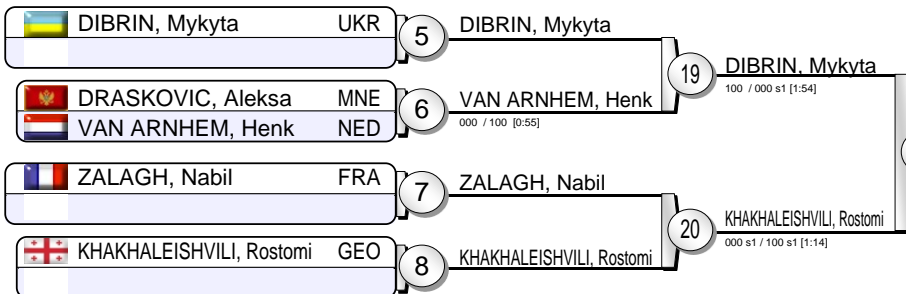 DIBRIN, Mykyta UKR
5
DIBRIN, Mykyta
DRASKOVIC, Aleksa MNE
VAN ARNHEM, Henk NED
6
VAN ARNHEM, Henk
000 / 100 [0:55]
19
DIBRIN, Mykyta
100 / 000 s1 [1:54]
ZALAGH, Nabil FRA
7
ZALAGH, Nabil
KHAKHALEISHVILI, Rostomi GEO
8
KHAKHALEISHVILI, Rostomi
20
KHAKHALEISHVILI, Rostomi
000 s1 / 100 s1 [1:14]